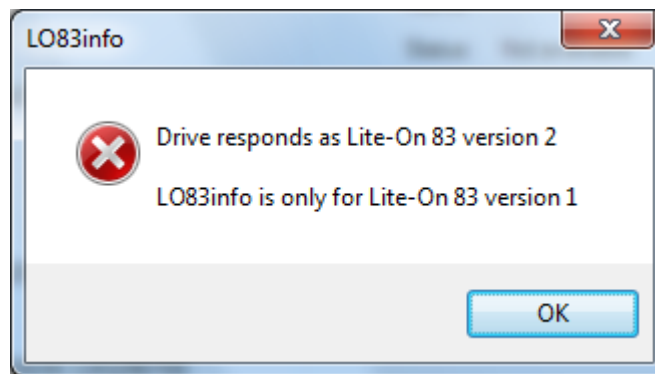 LO83info
Drive responds as Lite-On 83 version 2
LO83info is only for Lite-On 83 version 1
OK